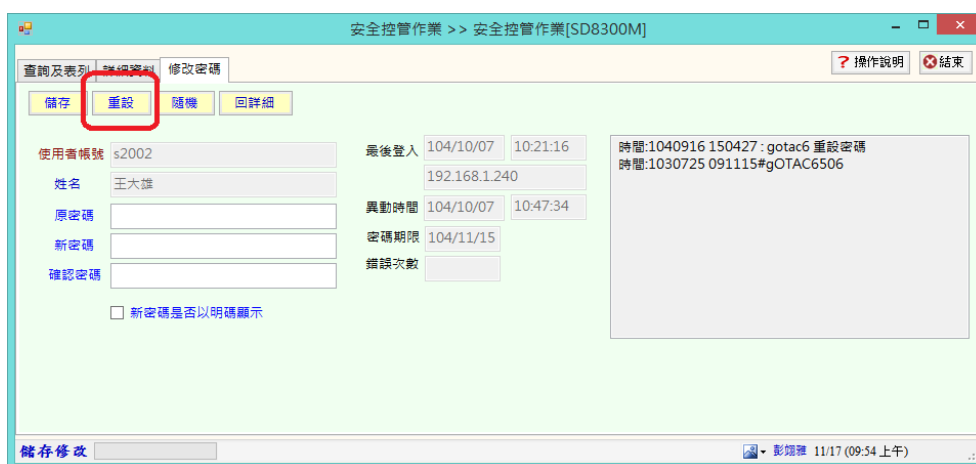 安全控管作業 >> 安全控管作業[SD8300M]
查詢及表列 詳細資料 修改密碼
? 操作說明 結束
儲存 重設 隨機 回詳細
使用者帳號 s2002
姓名 王大雄
原密碼
新密碼
確認密碼
新密碼是否以明碼顯示
最後登入 104/10/07 10:21:16
192.168.1.240
異動時間 104/10/07 10:47:34
密碼期限 104/11/15
錯誤次數
時間:1040916 150427 : gotac6 重設密碼
時間:1030725 091115#gOTAC6506
儲存修改 彭翊雅 11/17 (09:54 上午)